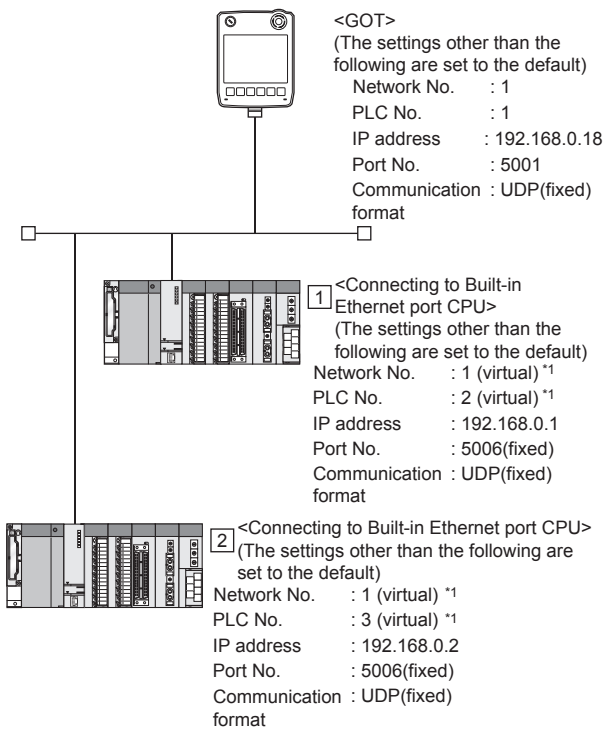 <GOT>
(The settings other than the
following are set to the default)
Network No. : 1
PLC No. : 1
IP address : 192.168.0.18
Port No. : 5001
Communication : UDP(fixed)
format
1 <Connecting to Built-in
Ethernet port CPU>
(The settings other than the
following are set to the default)
Network No. : 1 (virtual) *1
PLC No. : 2 (virtual) *1
IP address : 192.168.0.1
Port No. : 5006(fixed)
Communication : UDP(fixed)
format
2 <Connecting to Built-in Ethernet port CPU>
(The settings other than the following are
set to the default)
Network No. : 1 (virtual) *1
PLC No. : 3 (virtual) *1
IP address : 192.168.0.2
Port No. : 5006(fixed)
Communication : UDP(fixed)
format